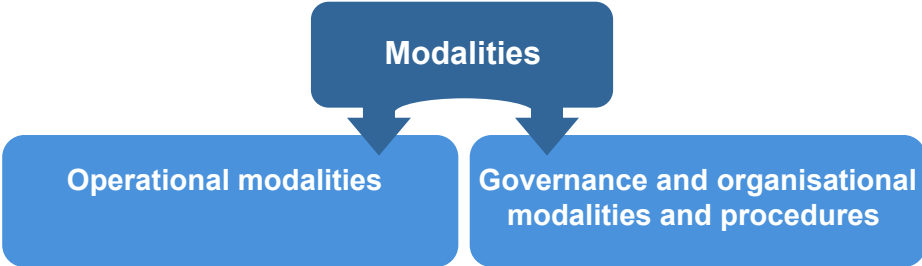 Modalities
Operational modalities
Governance and organisational
modalities and procedures